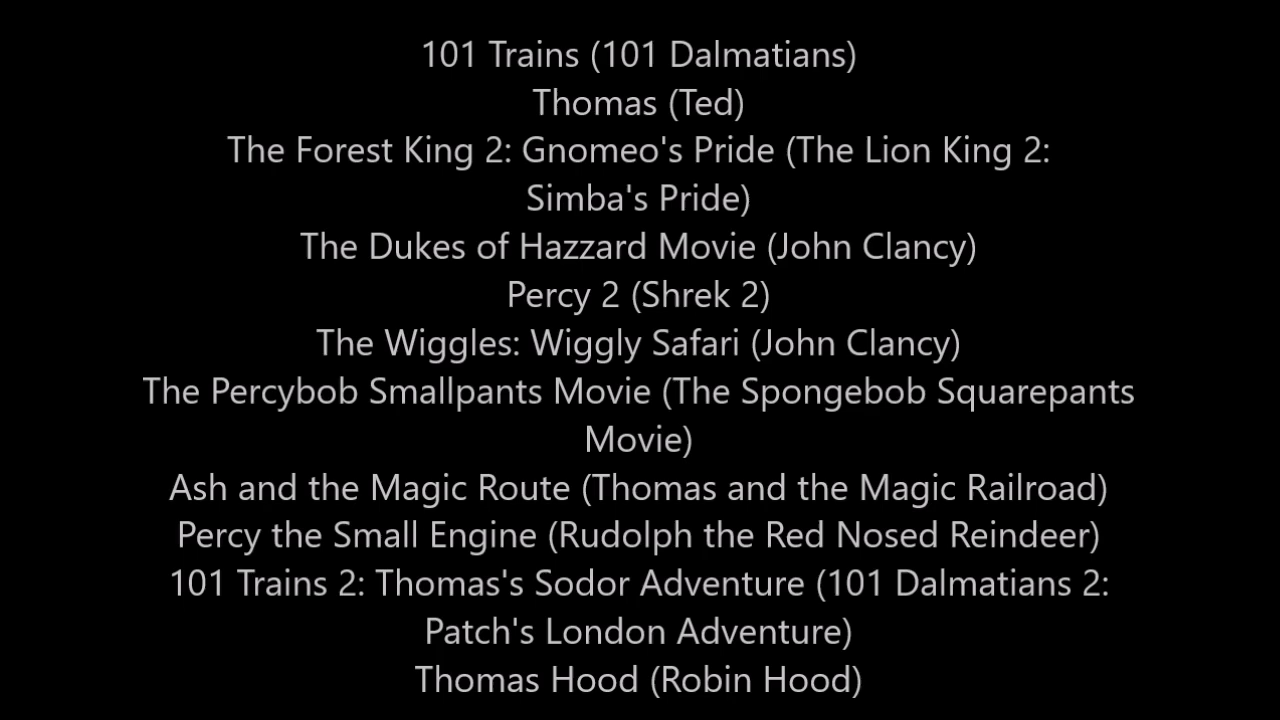 101 Trains (101 Dalmatians)
Thomas (Ted)
The Forest King 2: Gnomeo's Pride (The Lion King 2:
Simba's Pride)
The Dukes of Hazzard Movie (John Clancy)
Percy 2 (Shrek 2)
The Wiggles: Wiggly Safari (John Clancy)
The Percybob Smallpants Movie (The Spongebob Squarepants
Movie)
Ash and the Magic Route (Thomas and the Magic Railroad)
Percy the Small Engine (Rudolph the Red Nosed Reindeer)
101 Trains 2: Thomas's Sodor Adventure (101 Dalmatians 2:
Patch's London Adventure)
Thomas Hood (Robin Hood)